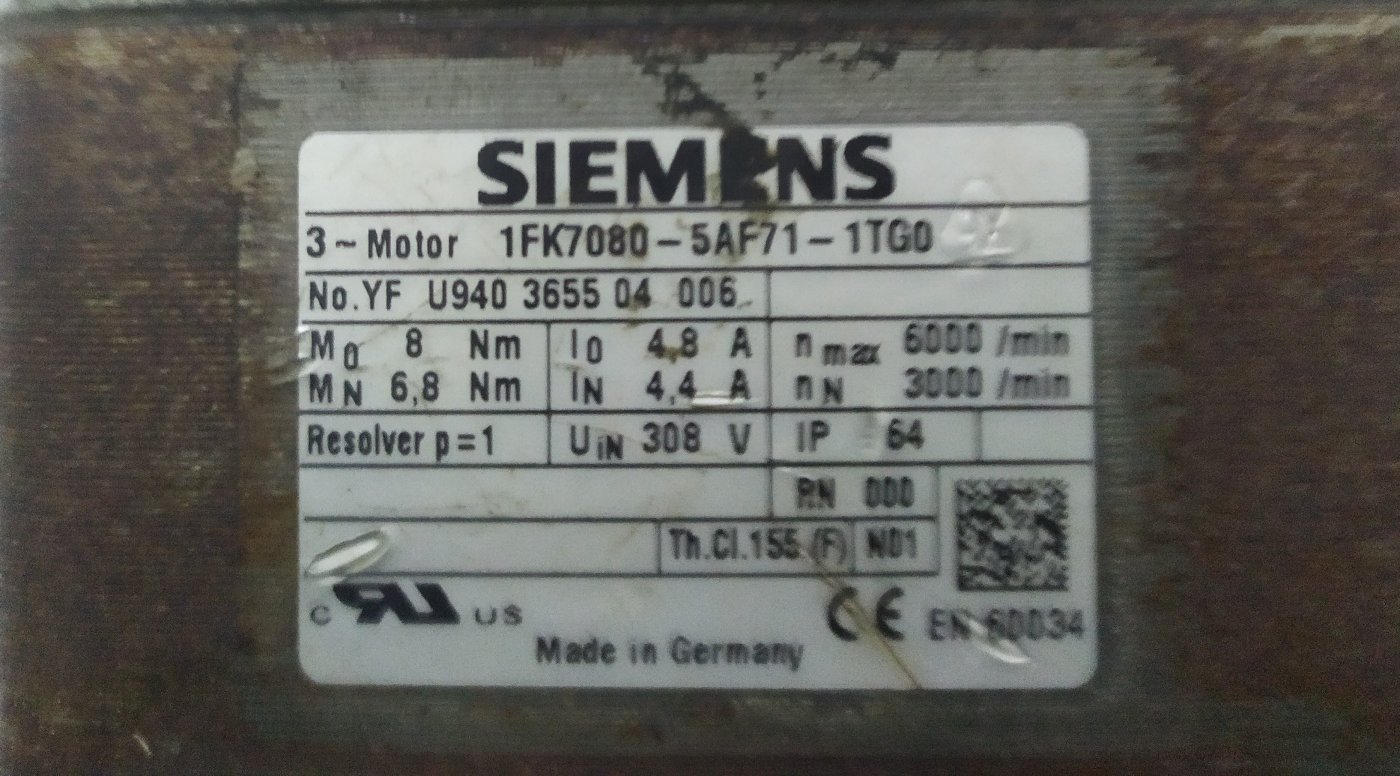 SIEMENS
3~Motor 1FK7080-5AF71-1TG0
No.YF U940 3655 04 006
M0 8 Nm I0 4,8 A nmax 6000 /min
MN 6,8 Nm IN 4,4 A nN 3000 /min
Resolver p=1 UiN 308 V IP 64
RN 000
Th.Cl.155 (F) N01
c RU US CE EN 60034
Made in Germany